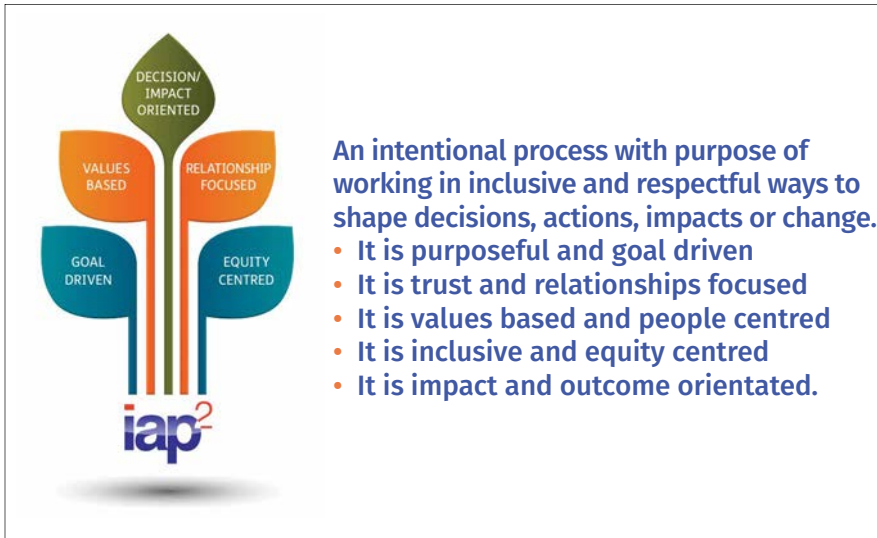 DECISION/
IMPACT
ORIENTED
VALUES
BASED
RELATIONSHIP
FOCUSED
GOAL
DRIVEN
EQUITY
CENTRED
iap2
An intentional process with purpose of
working in inclusive and respectful ways to
shape decisions, actions, impacts or change.
• It is purposeful and goal driven
• It is trust and relationships focused
• It is values based and people centred
• It is inclusive and equity centred
• It is impact and outcome orientated.